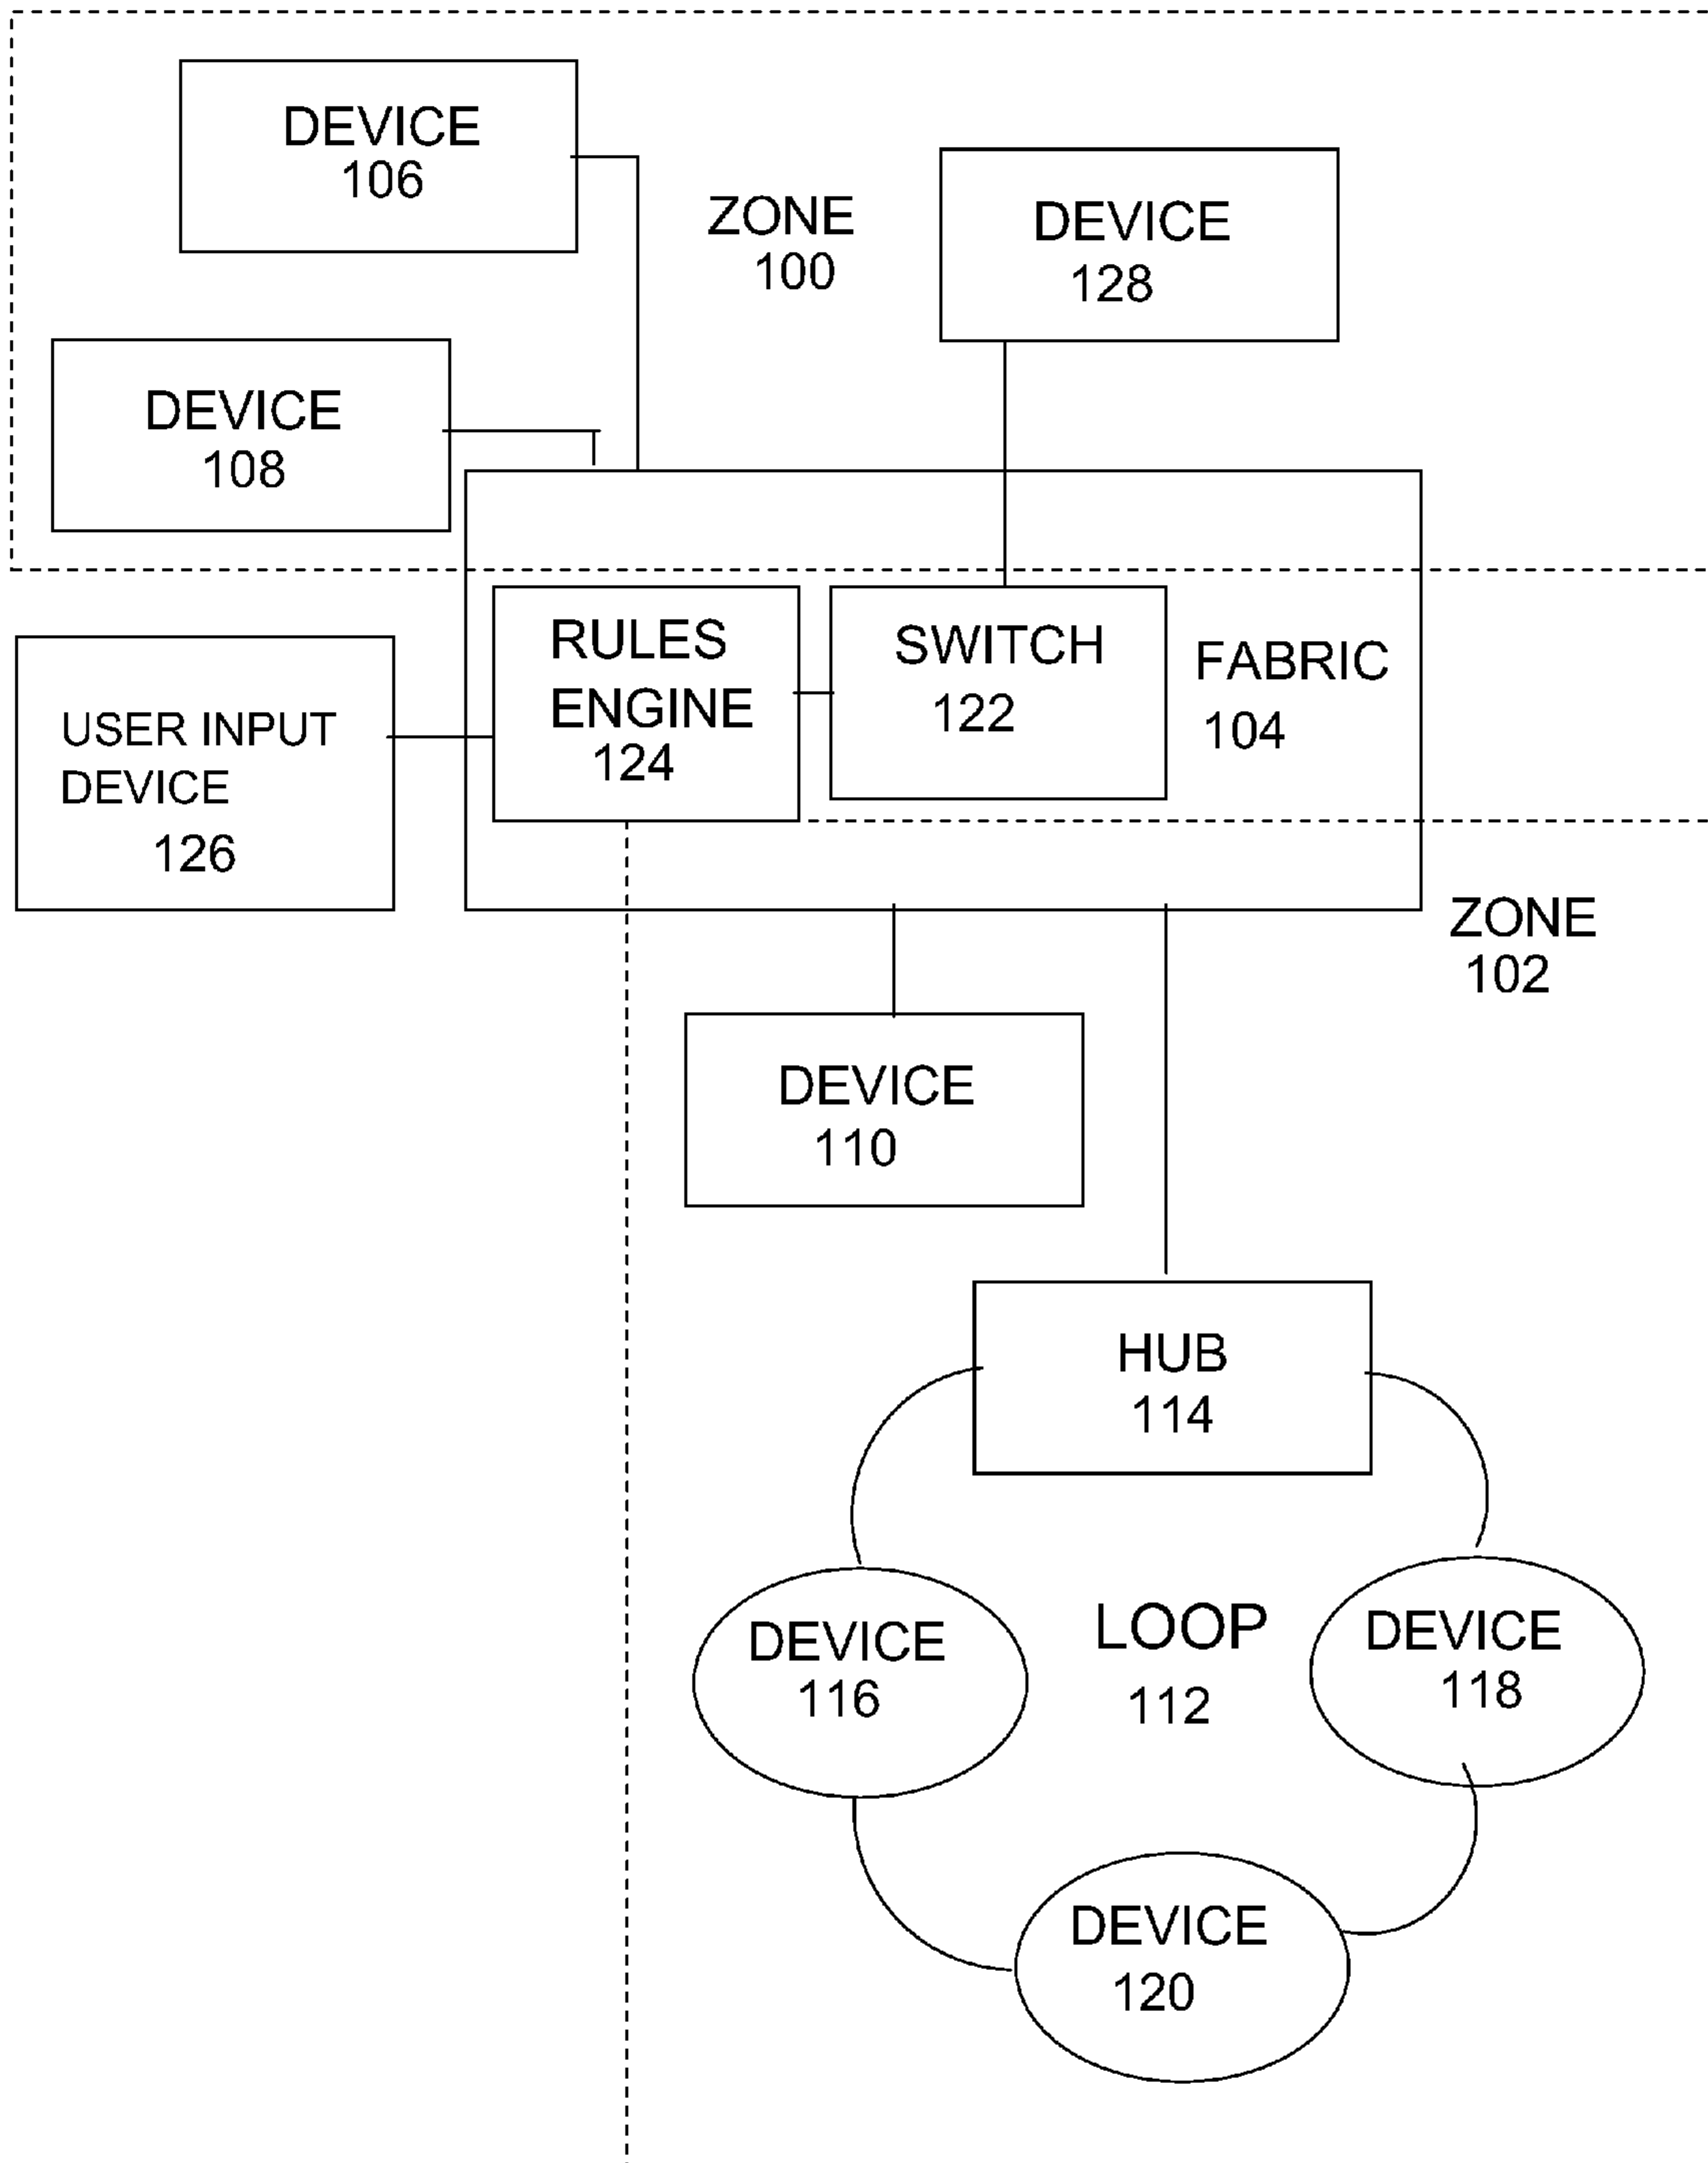 DEVICE
106
ZONE
100
DEVICE
128
DEVICE
108
RULES
ENGINE
124
SWITCH
122
FABRIC
104
USER INPUT
DEVICE
126
ZONE
102
DEVICE
110
HUB
114
DEVICE
116
LOOP
112
DEVICE
118
DEVICE
120